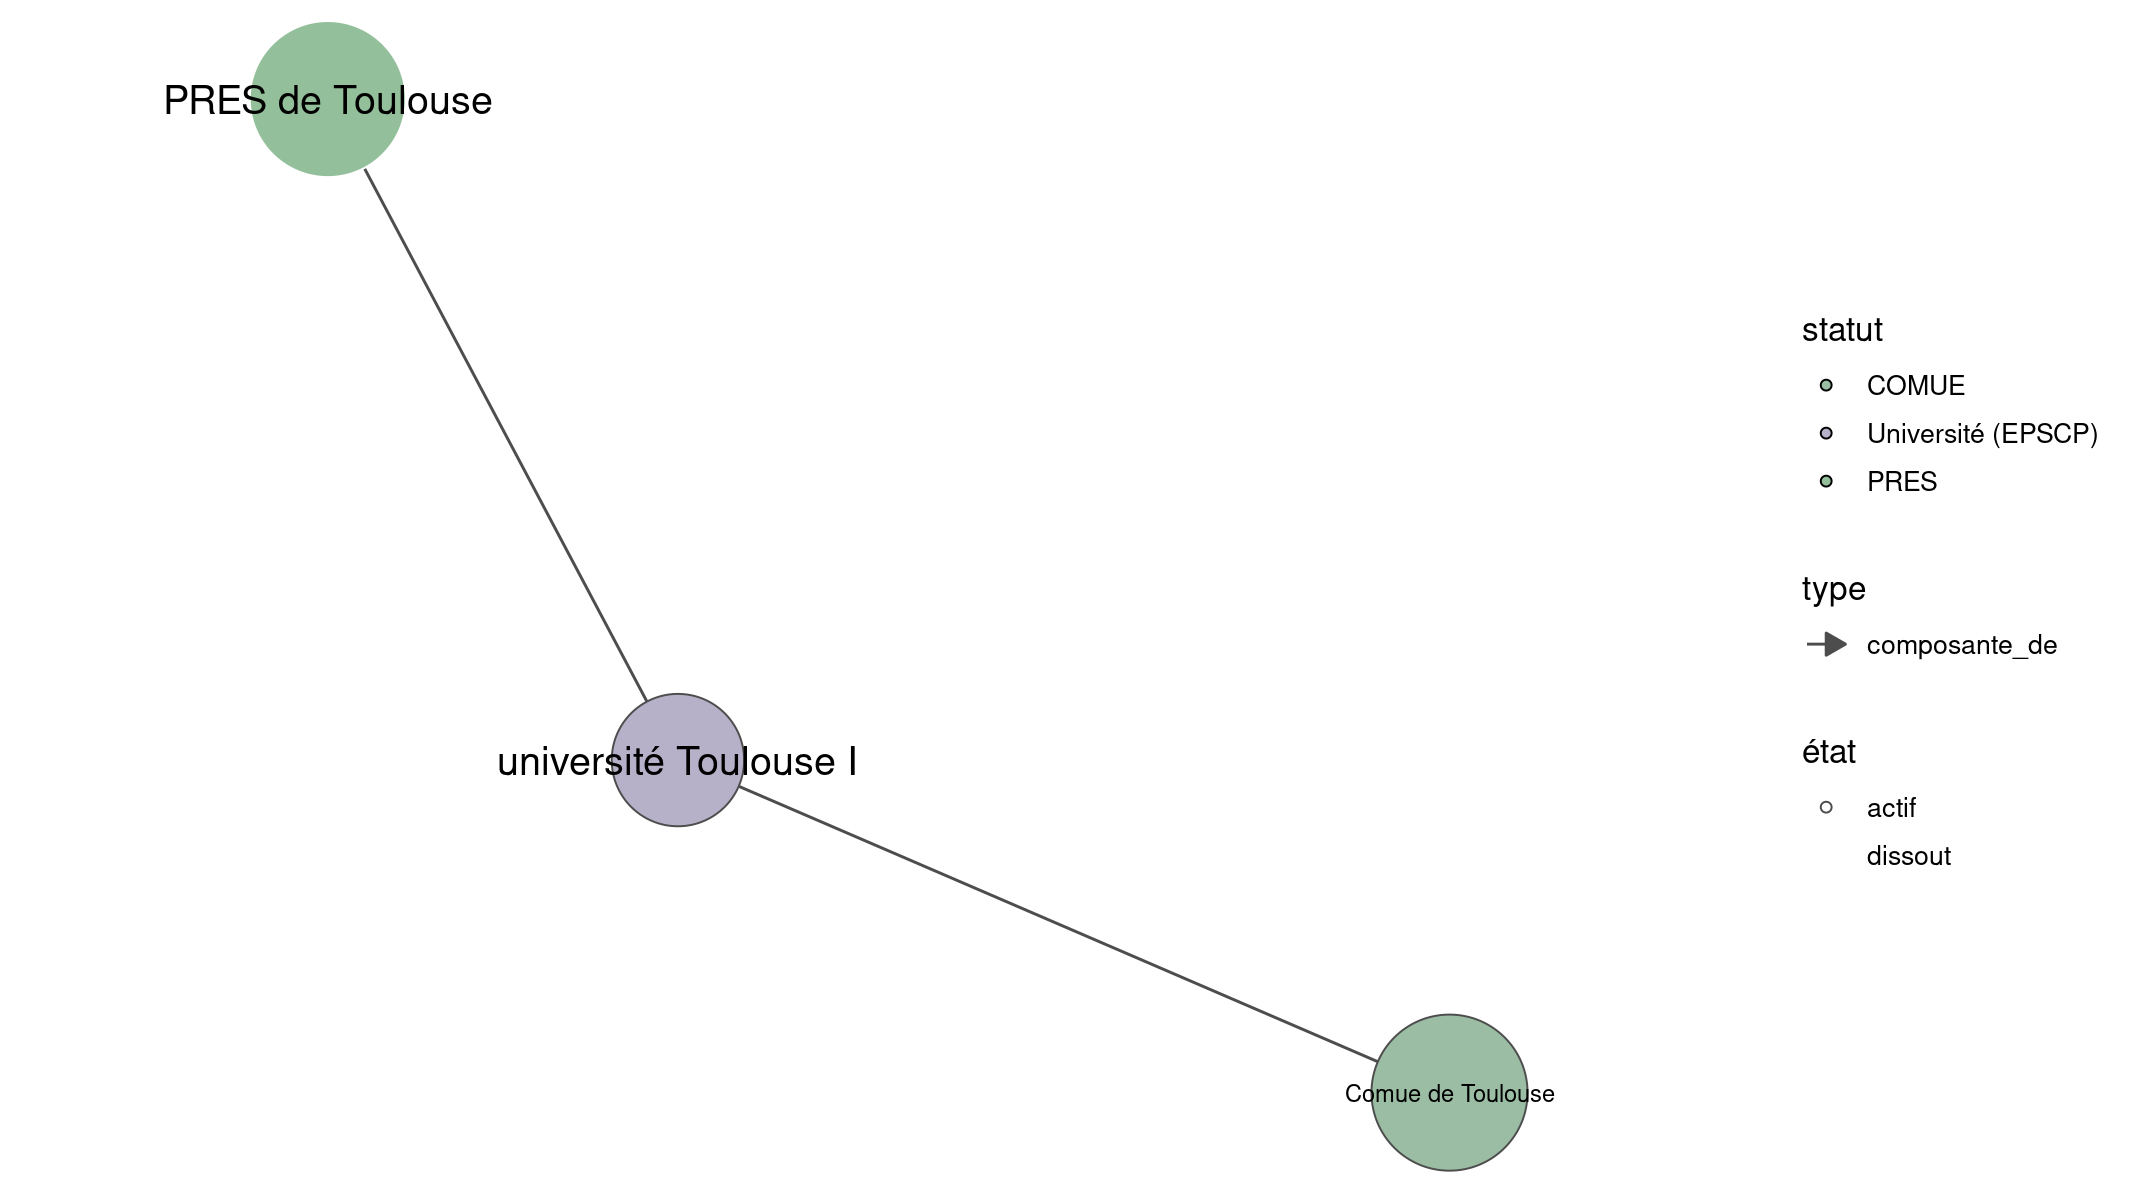 PRES de Toulouse
université Toulouse I
Comue de Toulouse
statut
COMUE
Université (EPSCP)
PRES
type
composante_de
état
actif
dissout